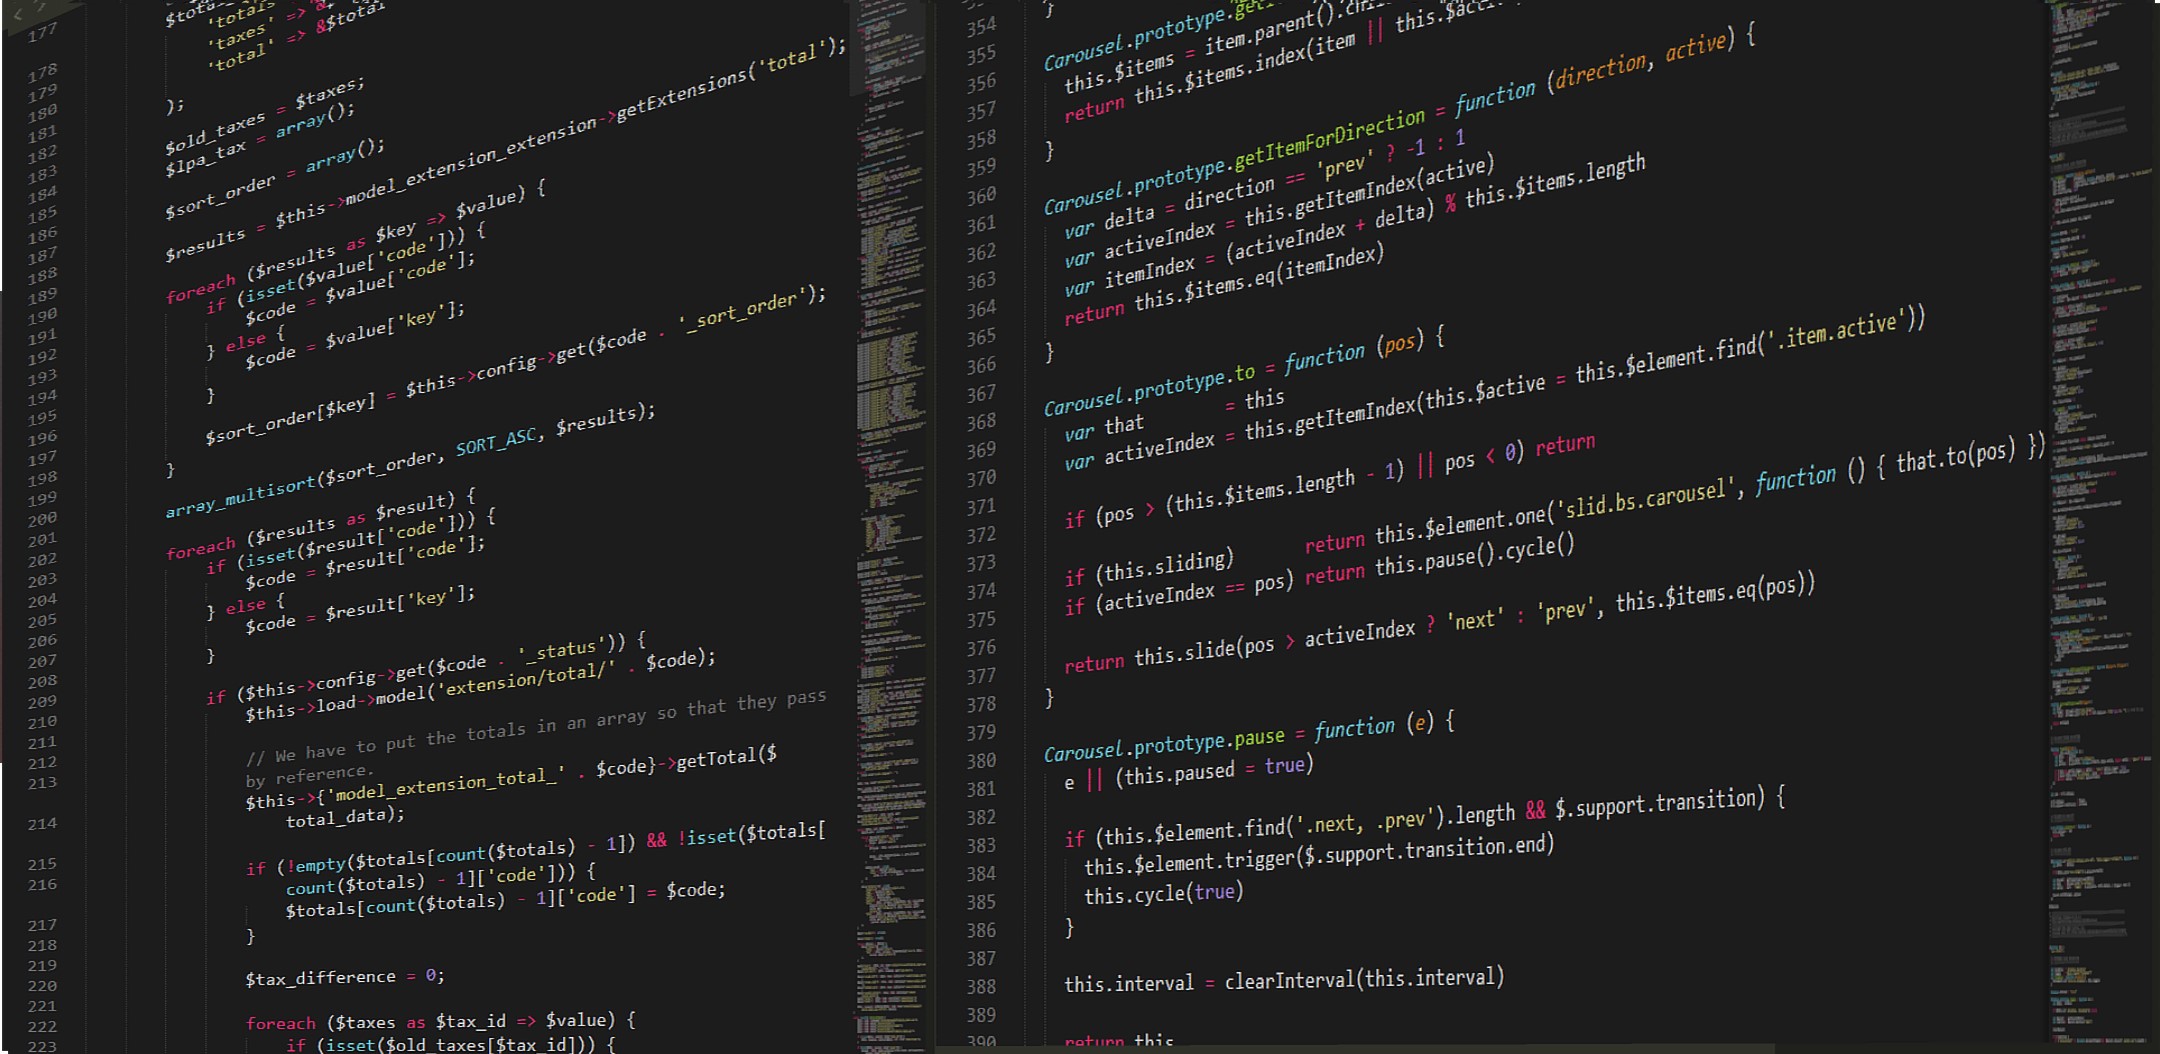 177
178
179
180
181
182
183
184
185
186
187
188
189
190
191
192
193
194
195
196
197
198
199
200
201
202
203
204
205
206
207
208
209
210
211
212
213
214
215
216
217
218
219
220
221
222
223
'totals' => &
'taxes' => &
'total' => &$total
);
$old_taxes = $taxes;
$lpa_tax = array();
$sort_order = array();
$results = $this->model_extension_extension->getExtensions('total');
foreach ($results as $key => $value) {
if (isset($value['code'])) {
$code = $value['code'];
} else {
$code = $value['key'];
}
$sort_order[$key] = $this->config->get($code . '_sort_order');
}
array_multisort($sort_order, SORT_ASC, $results);
foreach ($results as $result) {
if (isset($result['code'])) {
$code = $result['code'];
} else {
$code = $result['key'];
}
if ($this->config->get($code . '_status')) {
$this->load->model('extension/total/' . $code);
// We have to put the totals in an array so that they pass
by reference.
$this->{'model_extension_total_' . $code}->getTotal($
total_data);
if (!empty($totals[count($totals) - 1]) && !isset($totals[
count($totals) - 1]['code'])) {
$totals[count($totals) - 1]['code'] = $code;
}
$tax_difference = 0;
foreach ($taxes as $tax_id => $value) {
if (isset($old_taxes[$tax_id])) {
354
355
356
357
358
359
360
361
362
363
364
365
366
367
368
369
370
371
372
373
374
375
376
377
378
379
380
381
382
383
384
385
386
387
388
389
390
}
Carousel.prototype.
this.$items = item.parent().
return this.$items.index(item || this.
}
Carousel.prototype.getItemForDirection = function (direction, active) {
var delta = direction == 'prev' ? -1 : 1
var activeIndex = this.getItemIndex(active)
var itemIndex = (activeIndex + delta) % this.$items.length
return this.$items.eq(itemIndex)
}
Carousel.prototype.to = function (pos) {
var that = this
var activeIndex = this.getItemIndex(this.$active = this.$element.find('.item.active'))
if (pos > (this.$items.length - 1) || pos < 0) return
if (this.sliding) return this.$element.one('slid.bs.carousel', function () { that.to(pos) })
if (activeIndex == pos) return this.pause().cycle()
return this.slide(pos > activeIndex ? 'next' : 'prev', this.$items.eq(pos))
}
Carousel.prototype.pause = function (e) {
e || (this.paused = true)
if (this.$element.find('.next, .prev').length && $.support.transition) {
this.$element.trigger($.support.transition.end)
this.cycle(true)
}
this.interval = clearInterval(this.interval)
return this